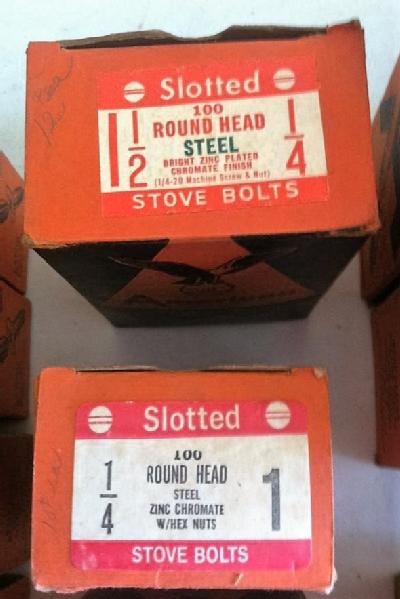 Slotted
100
1 1/2 ROUND HEAD 1/4
STEEL
BRIGHT ZINC PLATED
CHROMATE FINISH
(1/4-20 Machine Screw & Nut)
STOVE BOLTS
American
Slotted
100
1/4 ROUND HEAD 1
STEEL
ZINC CHROMATE
W/HEX NUTS
STOVE BOLTS